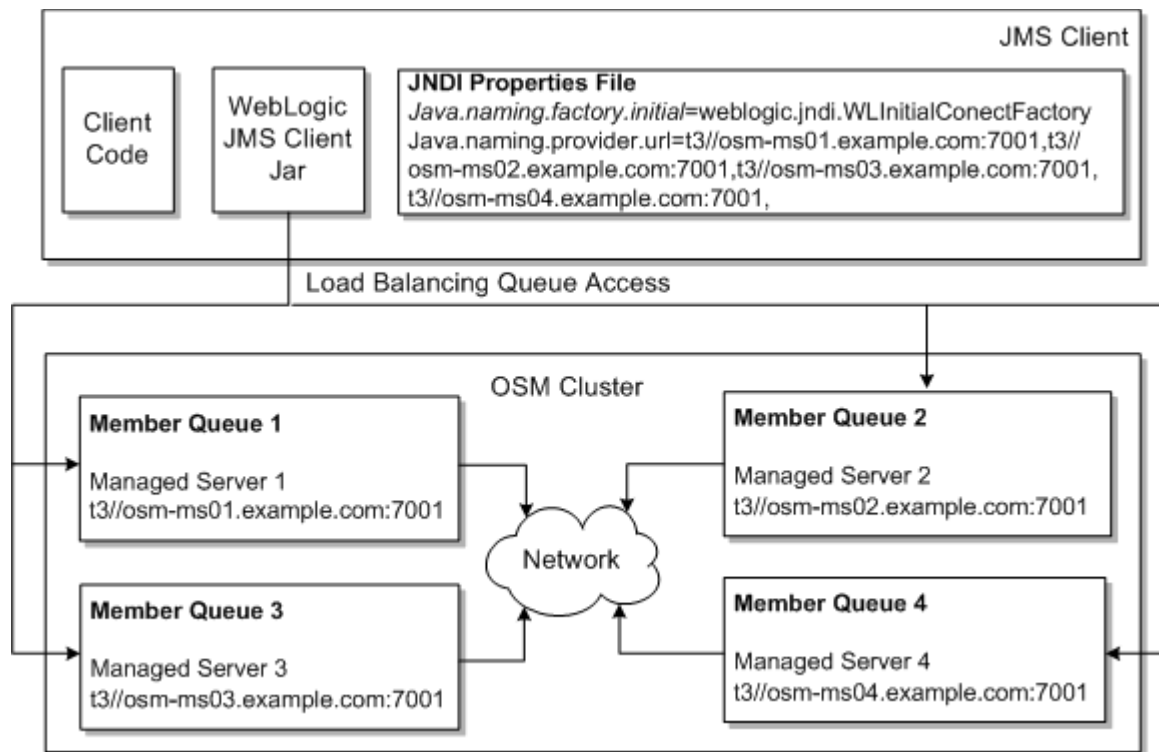 JMS Client
Client
Code
WebLogic
JMS Client
Jar
JNDI Properties File
Java.naming.factory.initial=weblogic.jndi.WLInitialConectFactory
Java.naming.provider.url=t3//osm-ms01.example.com:7001,t3//
osm-ms02.example.com:7001,t3//osm-ms03.example.com:7001,
t3//osm-ms04.example.com:7001,
Load Balancing Queue Access
OSM Cluster
Member Queue 1
Managed Server 1
t3//osm-ms01.example.com:7001
Member Queue 2
Managed Server 2
t3//osm-ms02.example.com:7001
Network
Member Queue 3
Managed Server 3
t3//osm-ms03.example.com:7001
Member Queue 4
Managed Server 4
t3//osm-ms04.example.com:7001